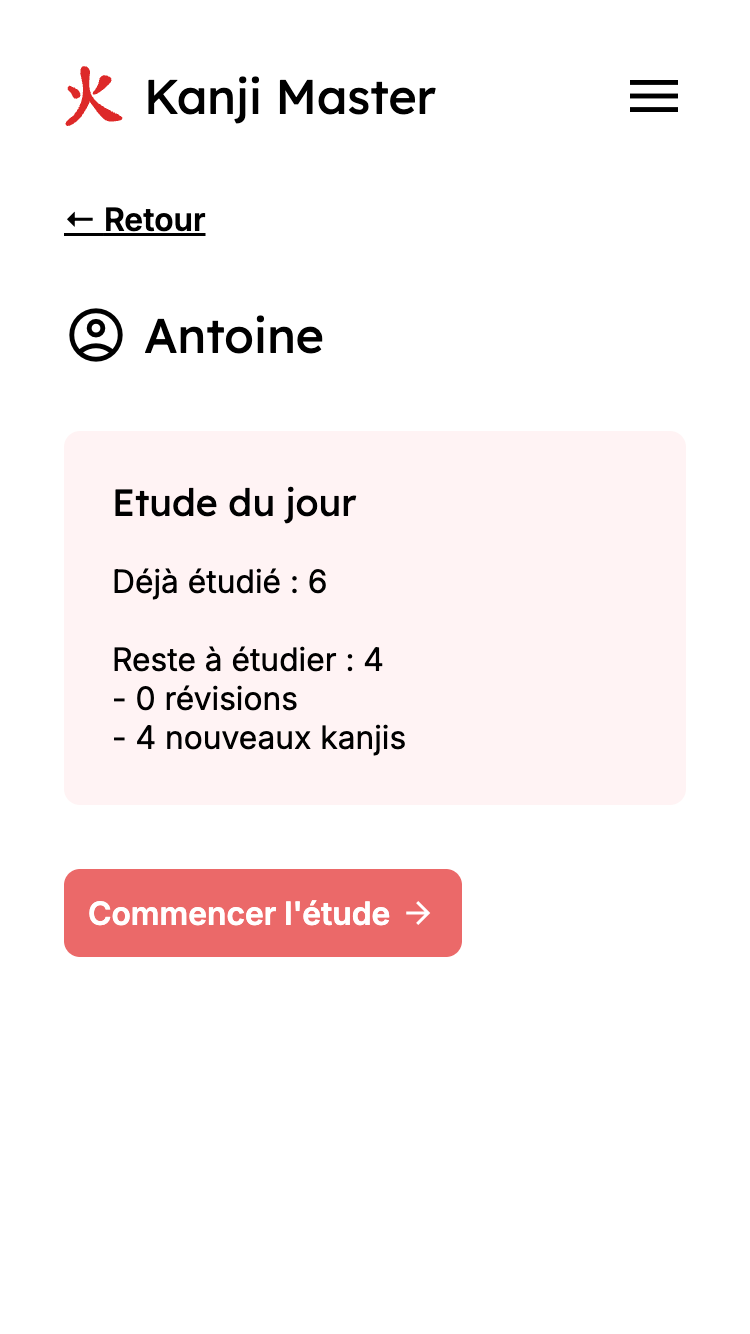 火 Kanji Master
← Retour
Antoine
Etude du jour
Déjà étudié : 6
Reste à étudier : 4
- 0 révisions
- 4 nouveaux kanjis
Commencer l'étude →